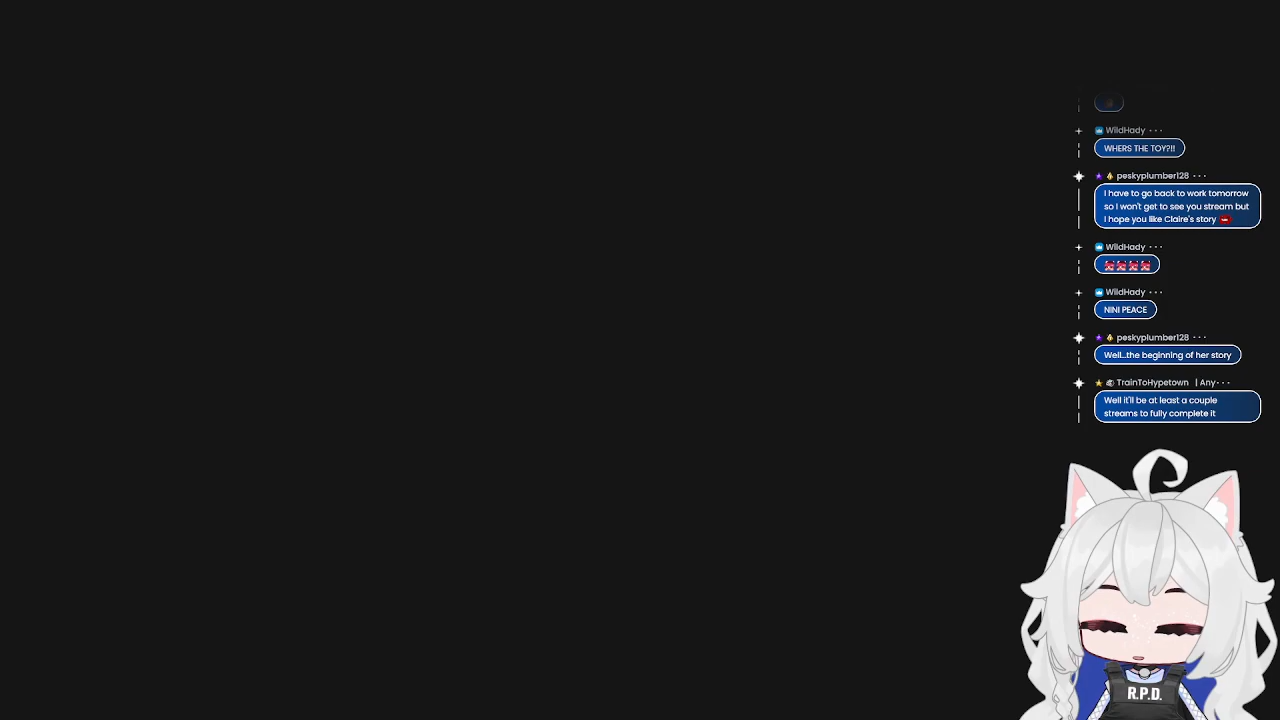 WildHady ···
WHERS THE TOY?!!
peskyplumber128 ···
I have to go back to work tomorrow
so I won't get to see you stream but
I hope you like Claire's story
WildHady ···
WildHady ···
NINI PEACE
peskyplumber128 ···
Well...the beginning of her story
TrainToHypetown | Any···
Well it'll be at least a couple
streams to fully complete it
R.P.D.